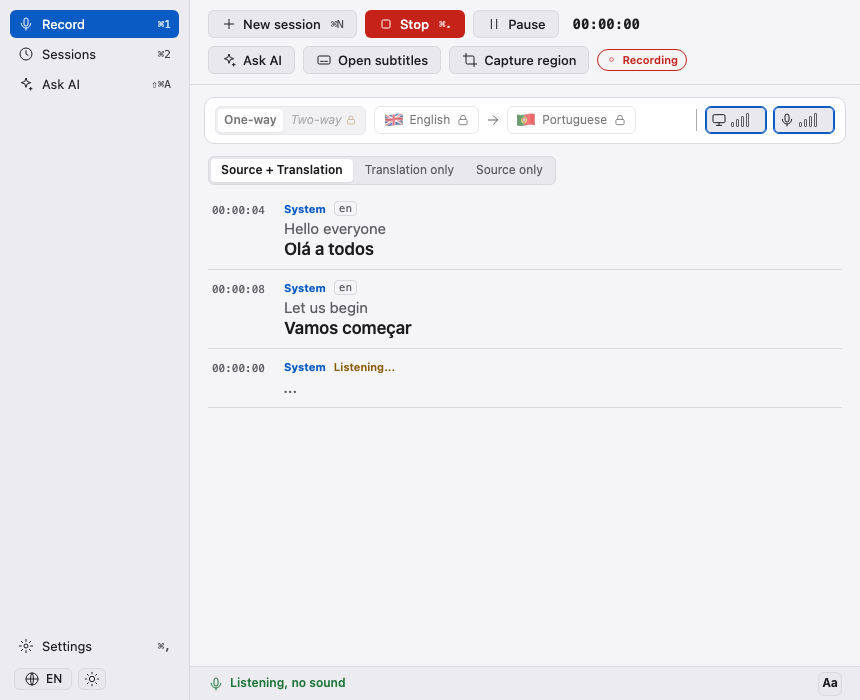 Record ⌘1
Sessions ⌘2
Ask AI ⇧⌘A
New session ⌘N
Stop ⌘.
Pause
00:00:00
Ask AI
Open subtitles
Capture region
Recording
One-way
Two-way
English
→
Portuguese
Source + Translation
Translation only
Source only
00:00:04 System en
Hello everyone
Olá a todos
00:00:08 System en
Let us begin
Vamos começar
00:00:00 System Listening...
...
Settings ⌘,
EN
Listening, no sound
Aa